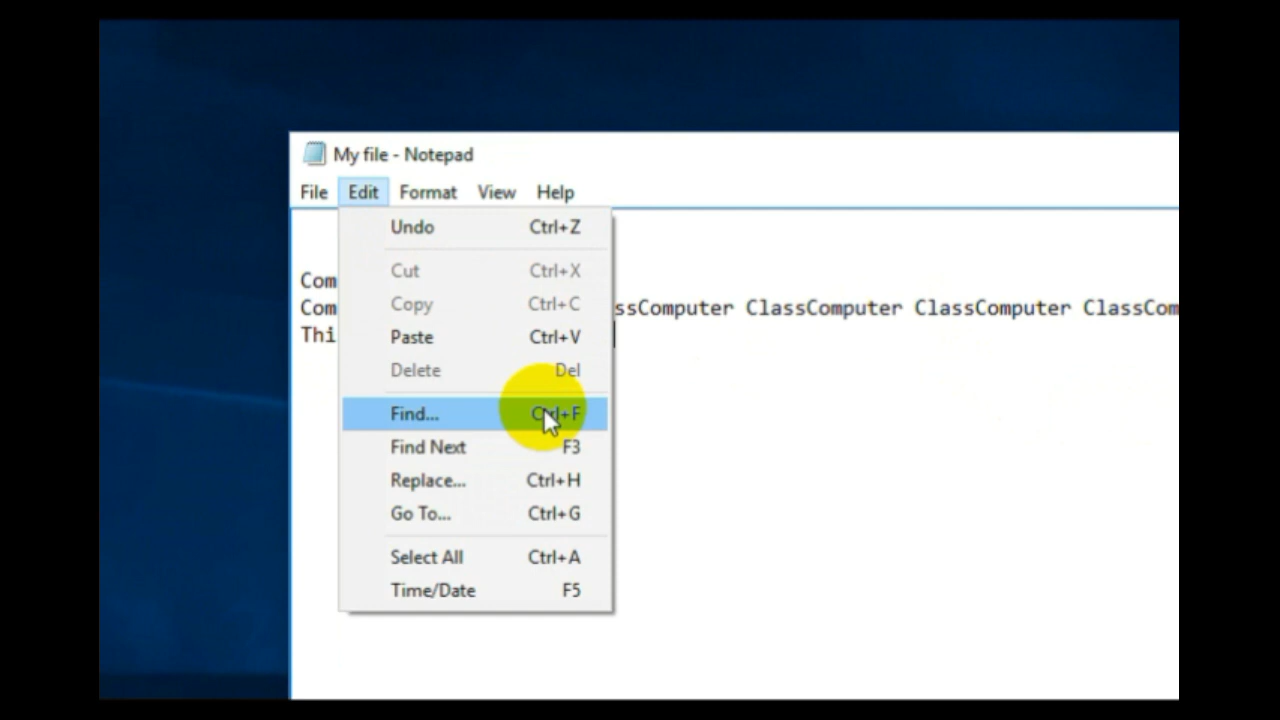 My file - Notepad
File Edit Format View Help
Undo Ctrl+Z
Cut Ctrl+X
Copy Ctrl+C
Paste Ctrl+V
Delete Del
Find... Ctrl+F
Find Next F3
Replace... Ctrl+H
Go To... Ctrl+G
Select All Ctrl+A
Time/Date F5
Com
Com ssComputer ClassComputer ClassComputer ClassCom
Thi